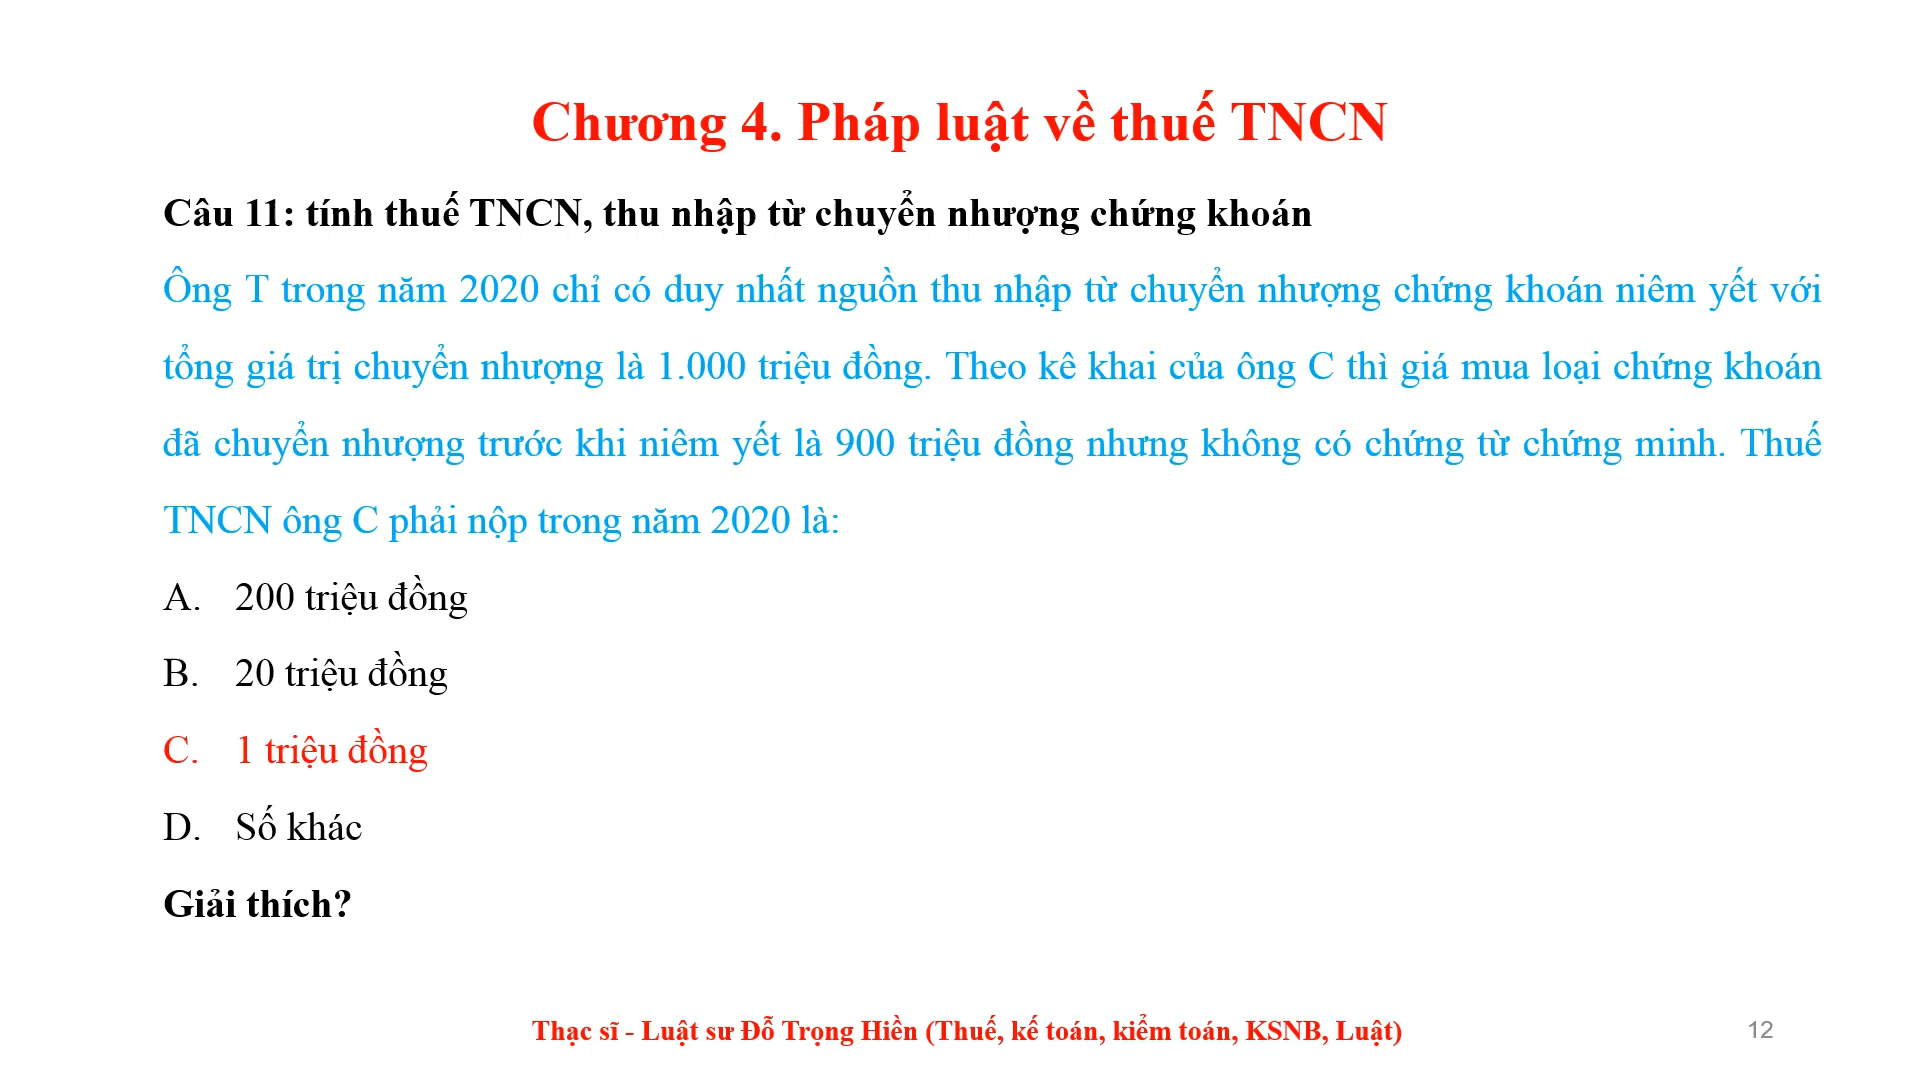 Chương 4. Pháp luật về thuế TNCN
Câu 11: tính thuế TNCN, thu nhập từ chuyển nhượng chứng khoán
Ông T trong năm 2020 chỉ có duy nhất nguồn thu nhập từ chuyển nhượng chứng khoán niêm yết với
tổng giá trị chuyển nhượng là 1.000 triệu đồng. Theo kê khai của ông C thì giá mua loại chứng khoán
đã chuyển nhượng trước khi niêm yết là 900 triệu đồng nhưng không có chứng từ chứng minh. Thuế
TNCN ông C phải nộp trong năm 2020 là:
A. 200 triệu đồng
B. 20 triệu đồng
C. 1 triệu đồng
D. Số khác
Giải thích?
Thạc sĩ - Luật sư Đỗ Trọng Hiền (Thuế, kế toán, kiểm toán, KSNB, Luật)
12